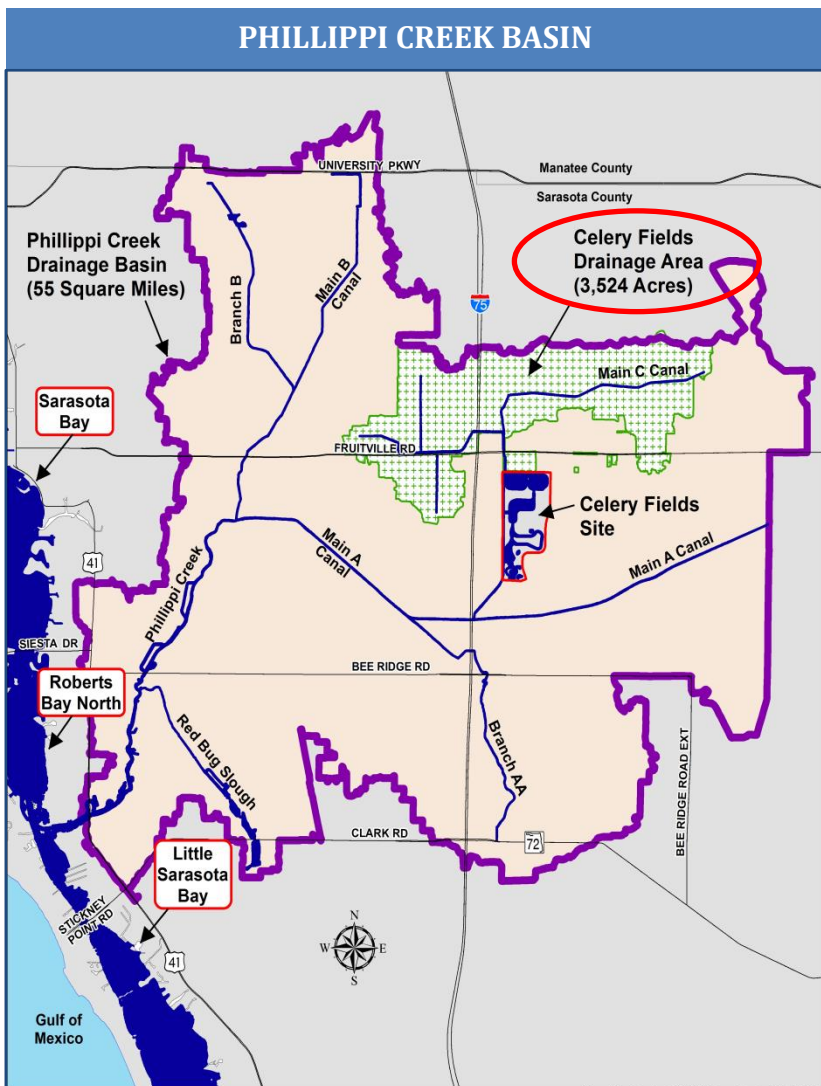 PHILLIPPI CREEK BASIN
UNIVERSITY PKWY
Manatee County
Sarasota County
Phillippi Creek
Drainage Basin
(55 Square Miles)
Celery Fields
Drainage Area
(3,524 Acres)
Branch B
Main B
Canal
75
Main C Canal
Sarasota
Bay
FRUITVILLE RD
Celery Fields
Site
41
Main A
Canal
Main A Canal
Phillippi Creek
SIESTA DR
BEE RIDGE RD
Roberts
Bay North
Red Bug Slough
Branch AA
BEE RIDGE ROAD EXT
CLARK RD
72
Little
Sarasota
Bay
STICKNEY
POINT RD
41
N
W
E
S
Gulf of
Mexico